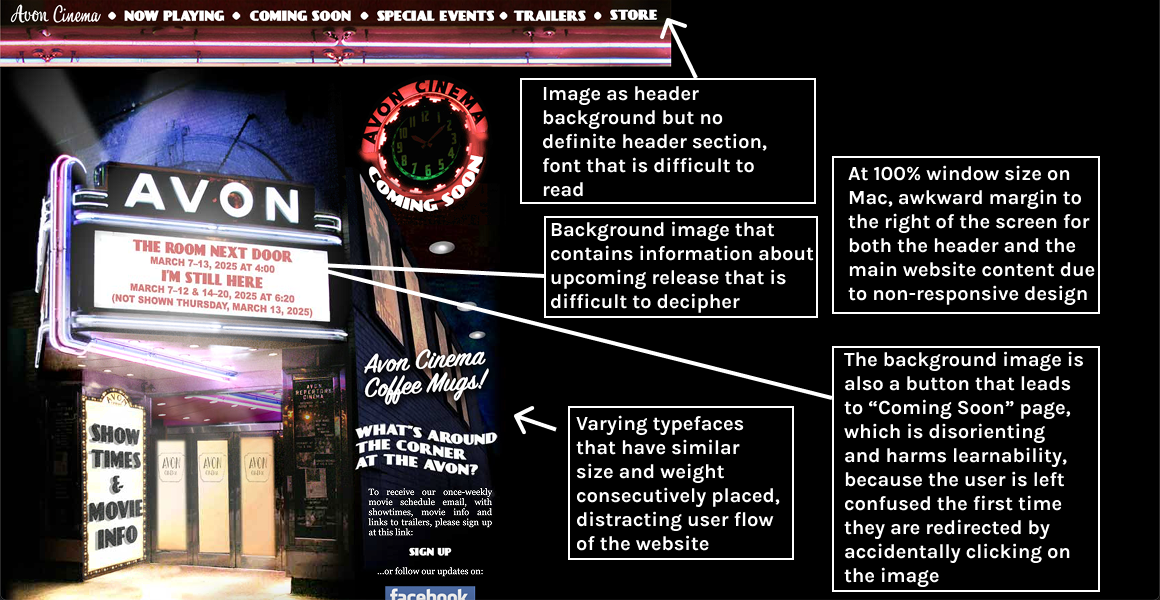 Avon Cinema • NOW PLAYING • COMING SOON • SPECIAL EVENTS • TRAILERS • STORE
AVON CINEMA
COMING SOON
AVON
THE ROOM NEXT DOOR
MARCH 7–13, 2025 AT 4:00
I'M STILL HERE
MARCH 7–12 & 14–20, 2025 AT 6:20
(NOT SHOWN THURSDAY, MARCH 13, 2025)
AVON
SHOW
TIMES
&
MOVIE
INFO
AVON
AVON
AVON
AVON
REPERTORY
CINEMA
Avon Cinema
Coffee Mugs!
WHAT'S AROUND
THE CORNER
AT THE AVON?
To receive our once-weekly
movie schedule email, with
showtimes, movie info and
links to trailers, please sign up
at this link:
SIGN UP
...or follow our updates on:
facebook
Image as header
background but no
definite header section,
font that is difficult to
read
Background image that
contains information about
upcoming release that is
difficult to decipher
Varying typefaces
that have similar
size and weight
consecutively placed,
distracting user flow
of the website
At 100% window size on
Mac, awkward margin to
the right of the screen for
both the header and the
main website content due
to non-responsive design
The background image is
also a button that leads
to “Coming Soon” page,
which is disorienting
and harms learnability,
because the user is left
confused the first time
they are redirected by
accidentally clicking on
the image